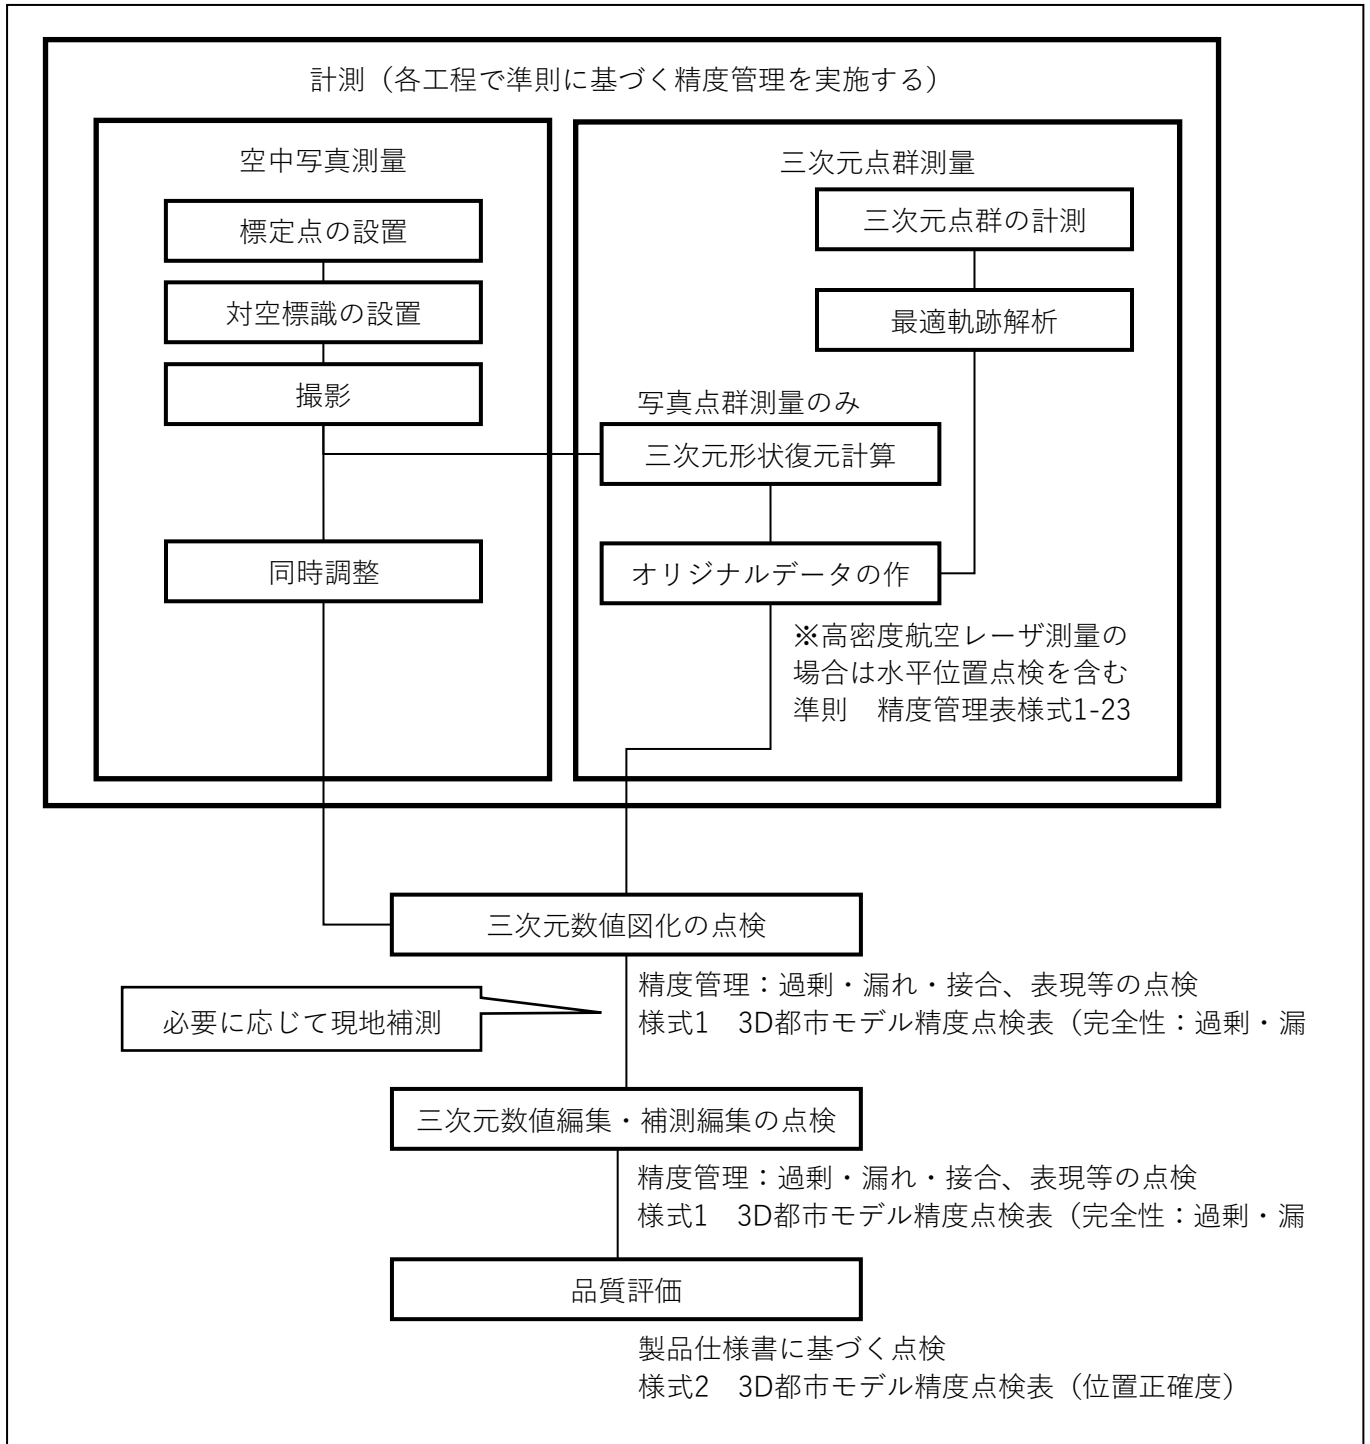 計測（各工程で準則に基づく精度管理を実施する）
空中写真測量
標定点の設置
対空標識の設置
撮影
同時調整
三次元点群測量
三次元点群の計測
最適軌跡解析
写真点群測量のみ
三次元形状復元計算
オリジナルデータの作
※高密度航空レーザ測量の
場合は水平位置点検を含む
準則　精度管理表様式1-23
三次元数値図化の点検
精度管理：過剰・漏れ・接合、表現等の点検
様式1　3D都市モデル精度点検表（完全性：過剰・漏
必要に応じて現地補測
三次元数値編集・補測編集の点検
精度管理：過剰・漏れ・接合、表現等の点検
様式1　3D都市モデル精度点検表（完全性：過剰・漏
品質評価
製品仕様書に基づく点検
様式2　3D都市モデル精度点検表（位置正確度）